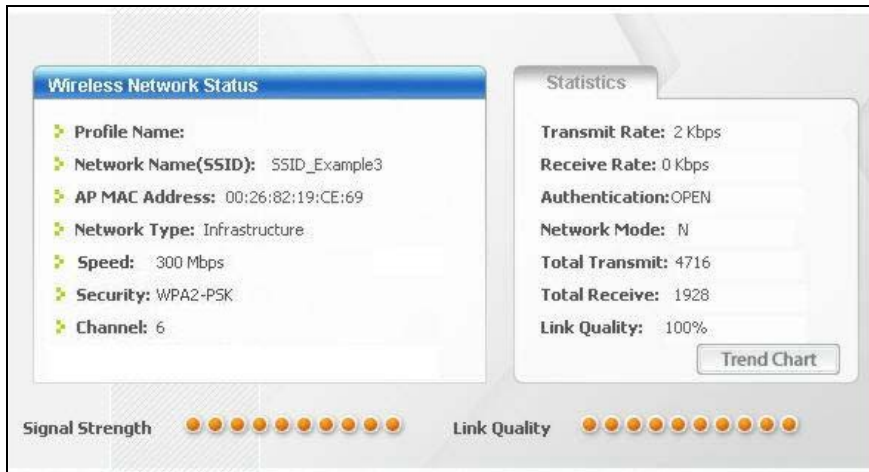 Wireless Network Status
Profile Name:
Network Name(SSID): SSID_Example3
AP MAC Address: 00:26:82:19:CE:69
Network Type: Infrastructure
Speed: 300 Mbps
Security: WPA2-PSK
Channel: 6
Statistics
Transmit Rate: 2 Kbps
Receive Rate: 0 Kbps
Authentication:OPEN
Network Mode: N
Total Transmit: 4716
Total Receive: 1928
Link Quality: 100%
Trend Chart
Signal Strength
Link Quality